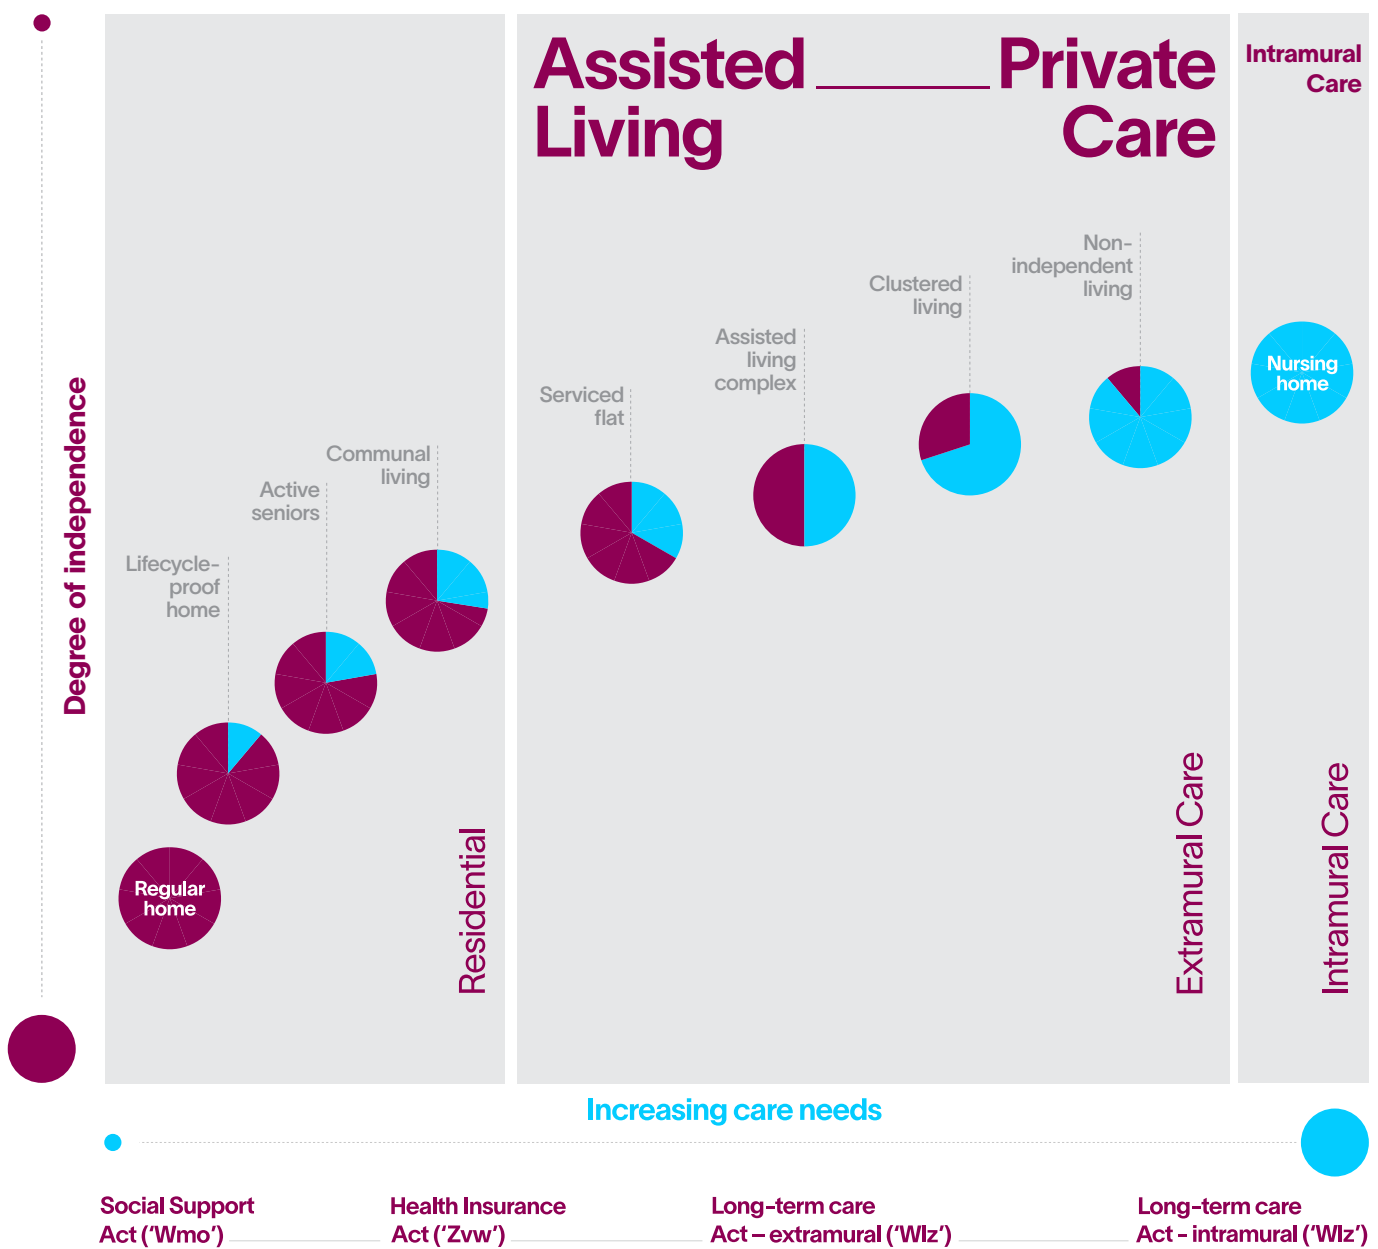 Assisted Private
Living Care
Intramural
Care
Non-
independent
living
Clustered
living
Assisted
living
complex
Serviced
flat
Communal
living
Active
seniors
Lifecycle-
proof
home
Regular
home
Nursing
home
Degree of independence
Residential
Extramural Care
Intramural Care
Increasing care needs
Social Support
Act (‘Wmo’)
Health Insurance
Act (‘Zvw’)
Long-term care
Act – extramural (‘Wlz’)
Long-term care
Act - intramural (‘Wlz’)